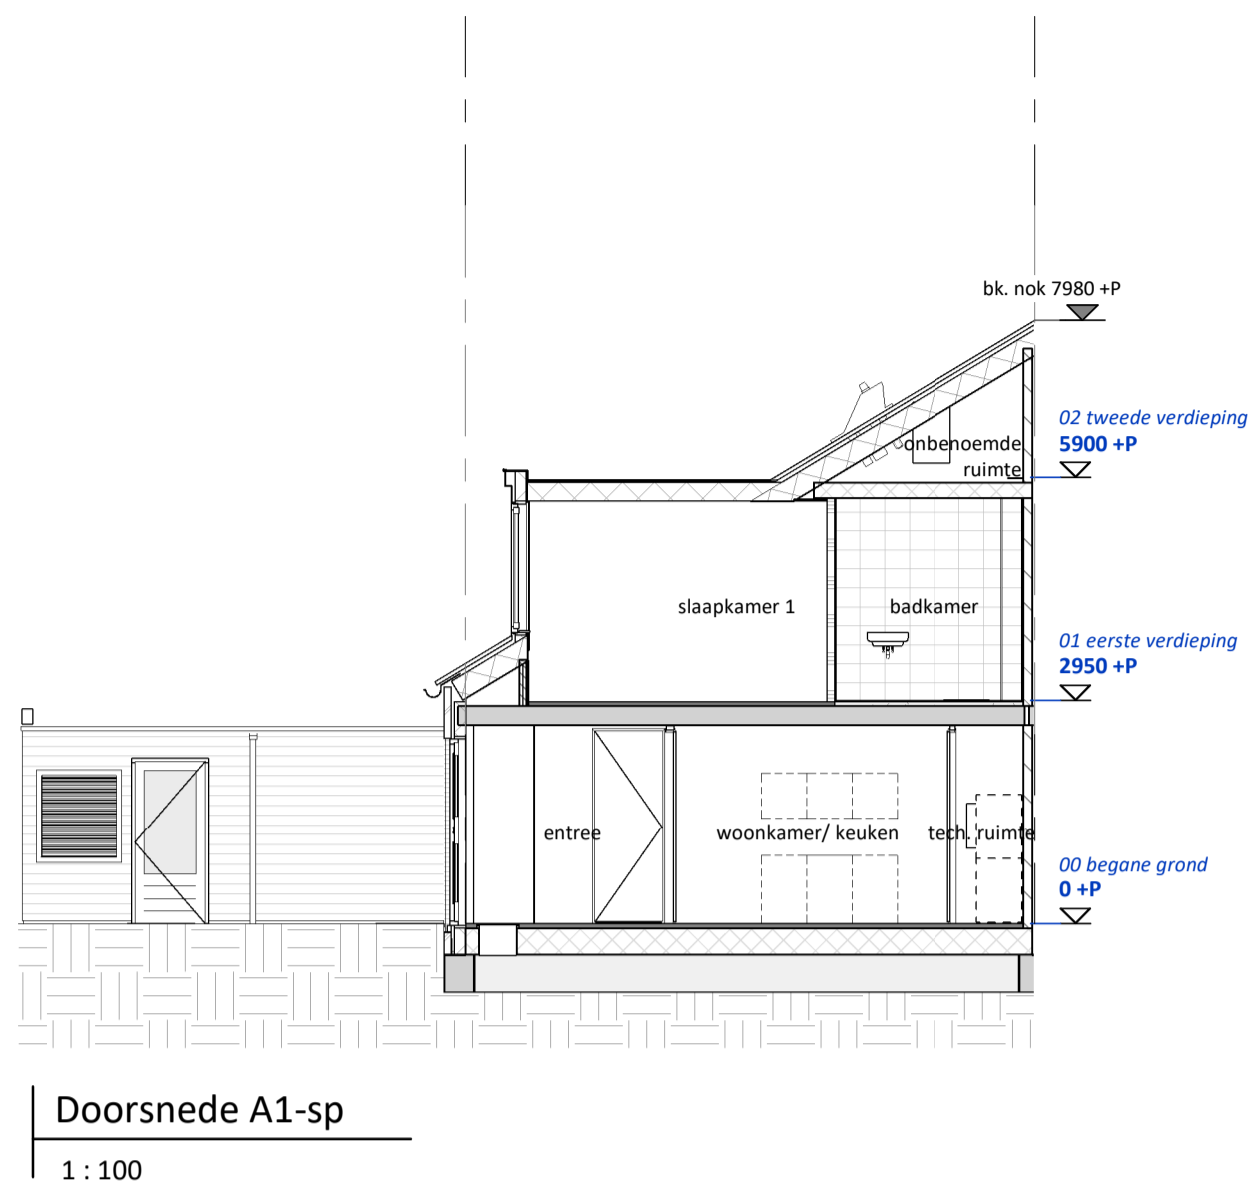 bk. nok 7980 +P
02 tweede verdieping
5900 +P
onbenoemde
ruimte
slaapkamer 1
badkamer
01 eerste verdieping
2950 +P
entree
woonkamer/ keuken
tech. ruimte
00 begane grond
0 +P
Doorsnede A1-sp
1 : 100